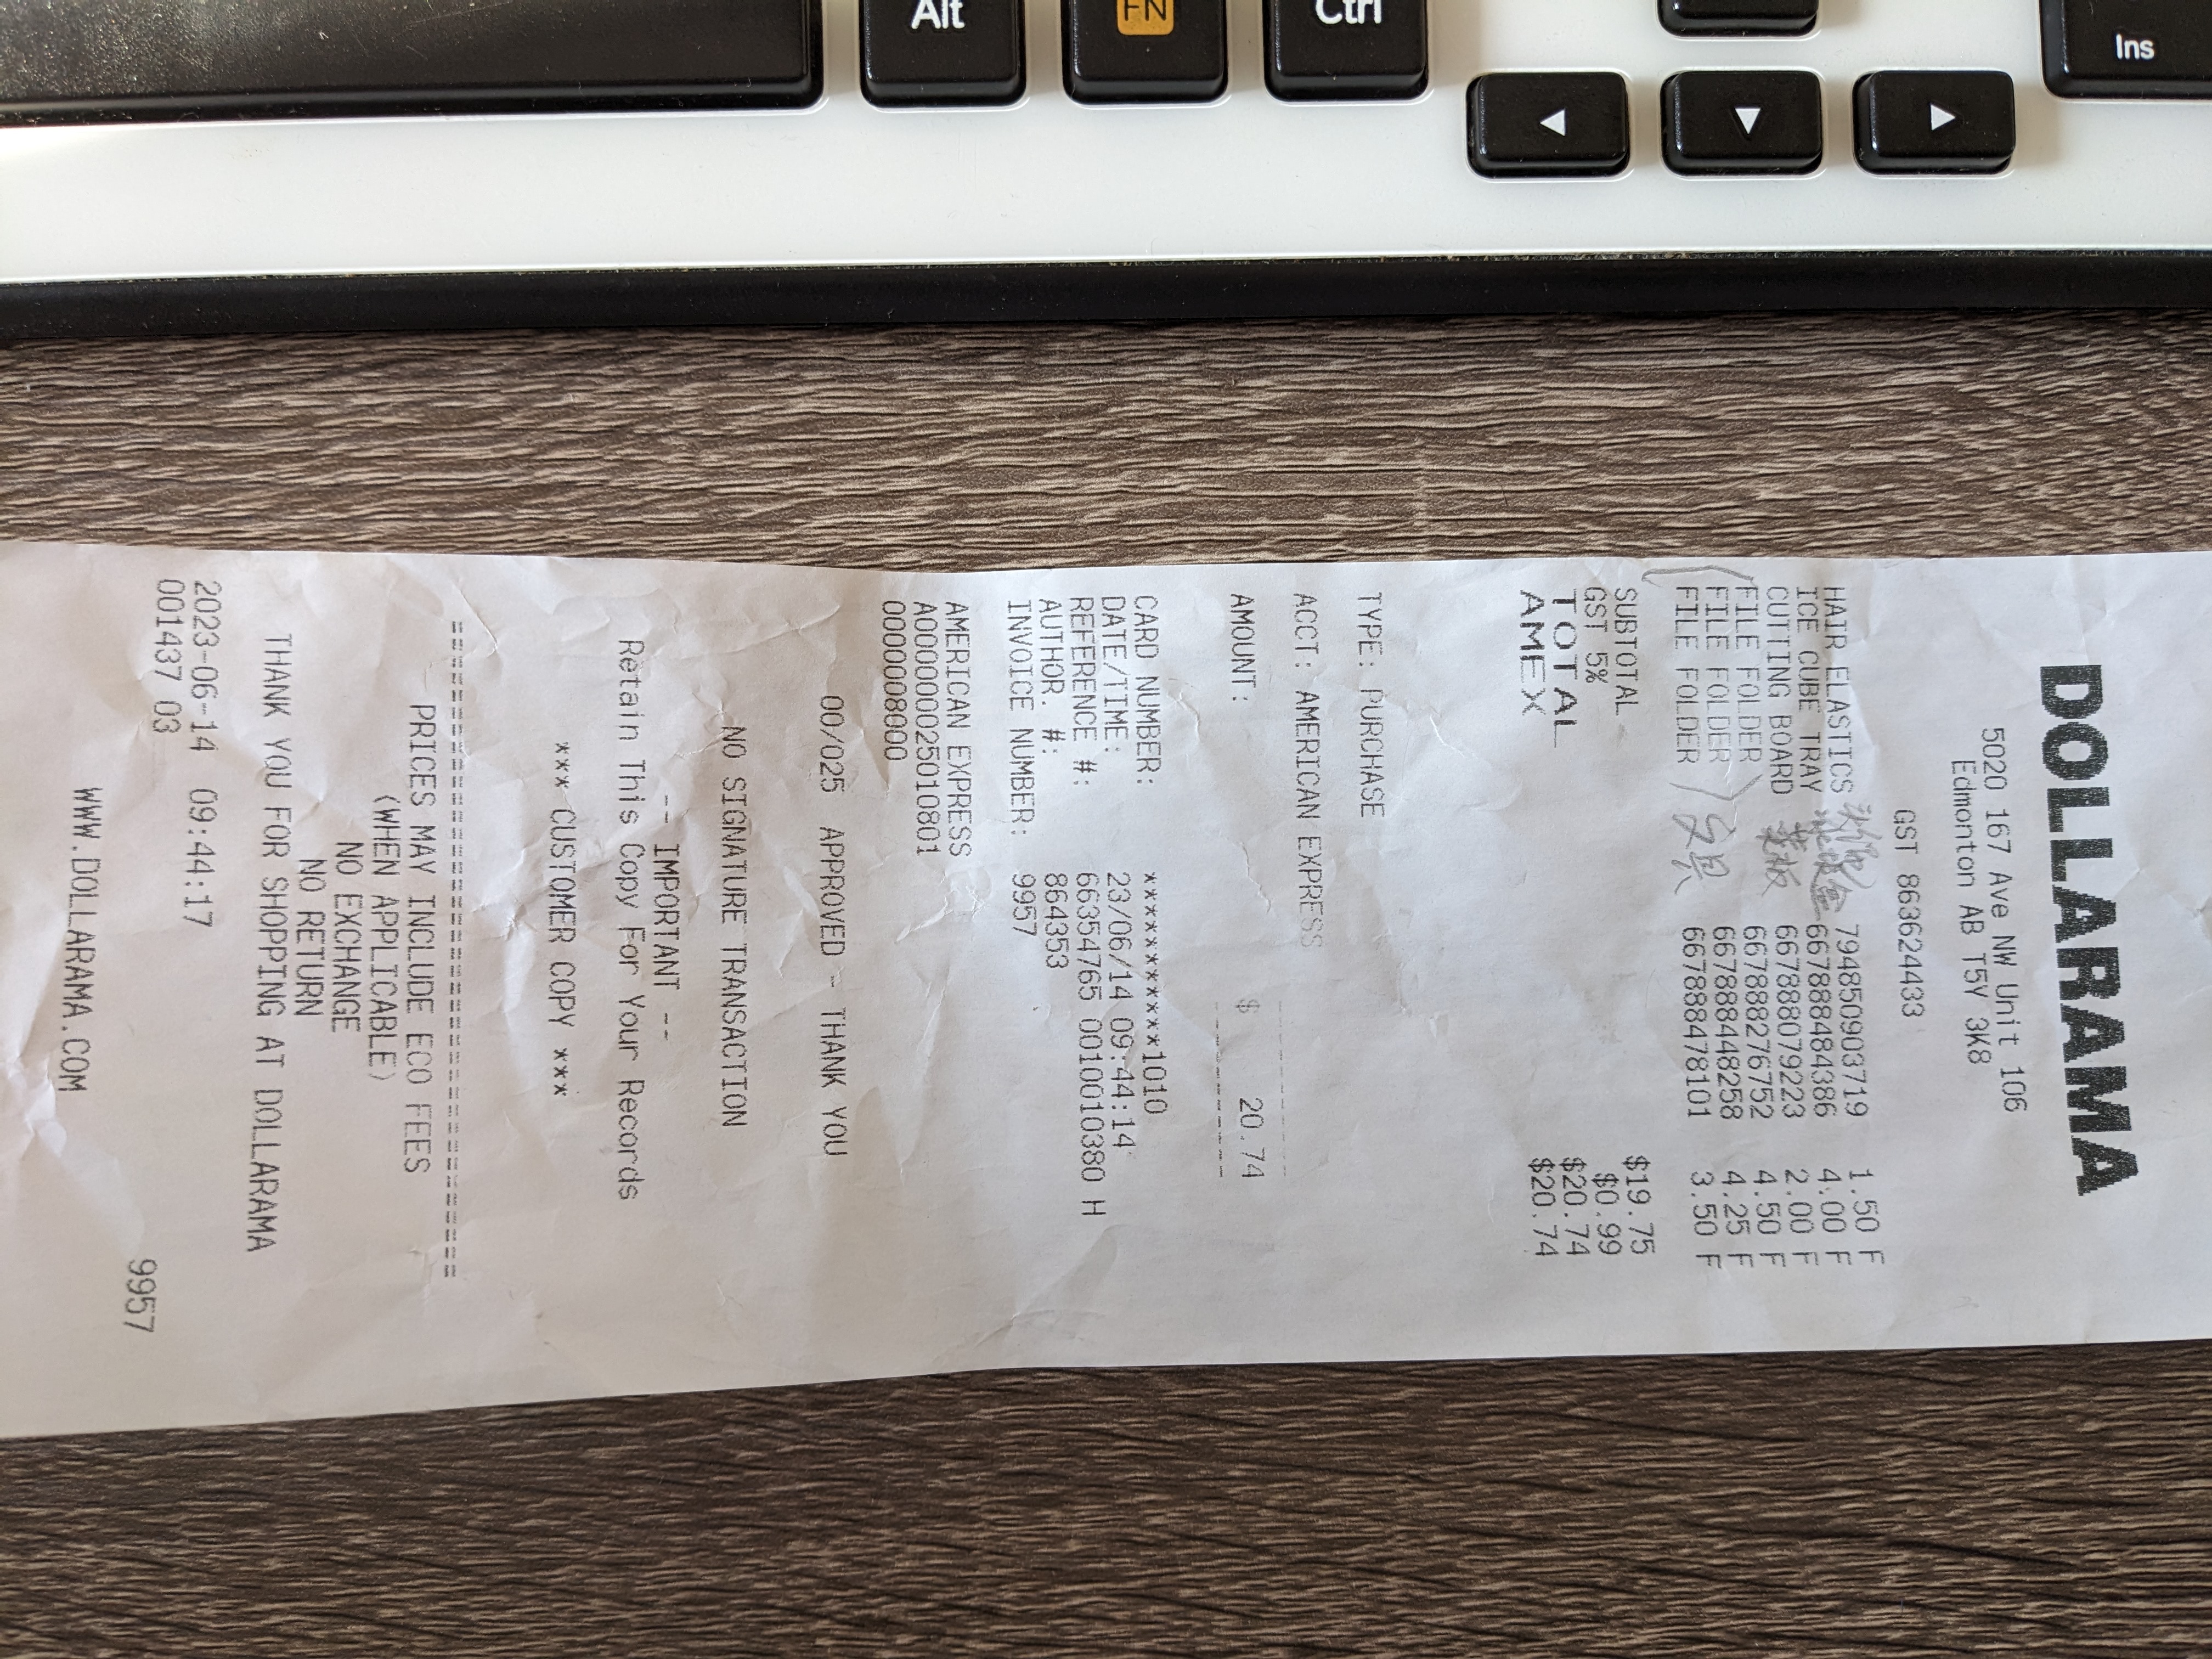 Alt
FN
Ctrl
Ins
DOLLARAMA
5020 167 Ave NW Unit 106
Edmonton AB T5Y 3K8
GST 863624433
HAIR ELASTICS 794850903719 1.50 F
ICE CUBE TRAY 667888484386 4.00 F
CUTTING BOARD 菜板 667888079223 2.00 F
FILE FOLDER 667888276752 4.50 F
FILE FOLDER 667888448258 4.25 F
FILE FOLDER 文具 667888478101 3.50 F
SUBTOTAL $19.75
GST 5% $0.99
TOTAL $20.74
AMEX $20.74
TYPE: PURCHASE
ACCT: AMERICAN EXPRESS
AMOUNT: $ 20.74
CARD NUMBER: ***********1010
DATE/TIME: 23/06/14 09:44:14
REFERENCE #: 66354765 0010010380 H
AUTHOR. #: 864353
INVOICE NUMBER: 9957
AMERICAN EXPRESS
A000000025010801
0000008000
00/025 APPROVED - THANK YOU
NO SIGNATURE TRANSACTION
-- IMPORTANT --
Retain This Copy For Your Records
*** CUSTOMER COPY ***
PRICES MAY INCLUDE ECO FEES
(WHEN APPLICABLE)
NO EXCHANGE
NO RETURN
THANK YOU FOR SHOPPING AT DOLLARAMA
2023-06-14 09:44:17
001437 03 9957
WWW.DOLLARAMA.COM